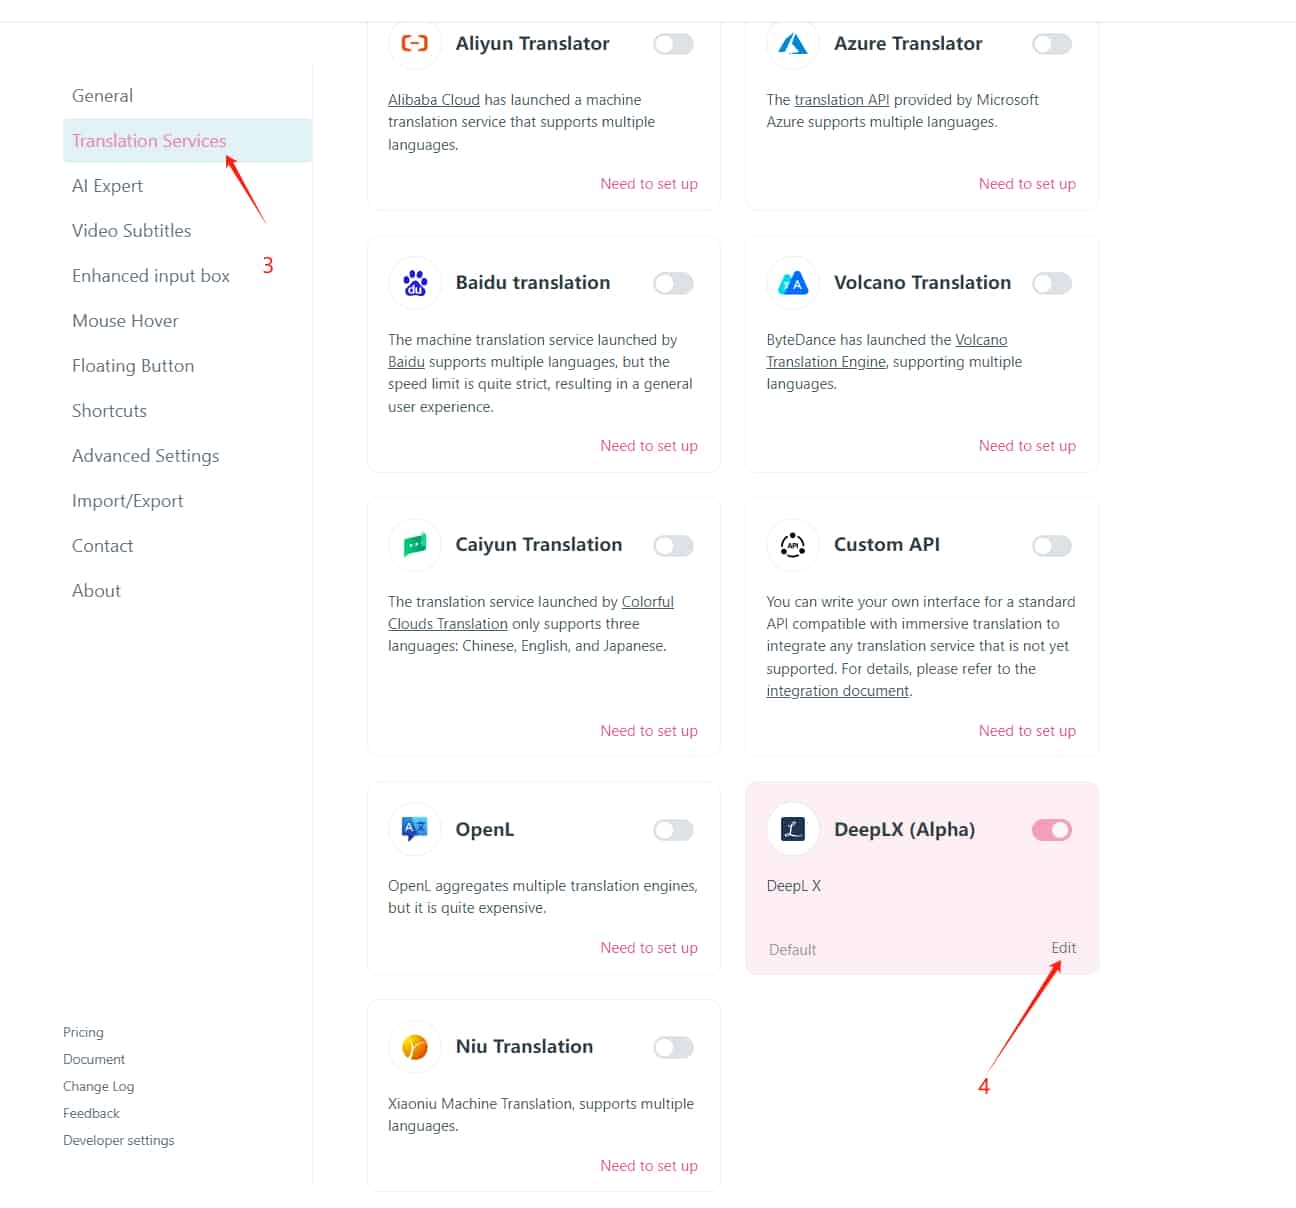 General
Translation Services
AI Expert
Video Subtitles
Enhanced input box
Mouse Hover
Floating Button
Shortcuts
Advanced Settings
Import/Export
Contact
About
3
Pricing
Document
Change Log
Feedback
Developer settings
Aliyun Translator
Alibaba Cloud has launched a machine
translation service that supports multiple
languages.
Need to set up
Azure Translator
The translation API provided by Microsoft
Azure supports multiple languages.
Need to set up
du
Baidu translation
The machine translation service launched by
Baidu supports multiple languages, but the
speed limit is quite strict, resulting in a general
user experience.
Need to set up
A
Volcano Translation
ByteDance has launched the Volcano
Translation Engine, supporting multiple
languages.
Need to set up
Caiyun Translation
The translation service launched by Colorful
Clouds Translation only supports three
languages: Chinese, English, and Japanese.
Need to set up
API
Custom API
You can write your own interface for a standard
API compatible with immersive translation to
integrate any translation service that is not yet
supported. For details, please refer to the
integration document.
Need to set up
A文
OpenL
OpenL aggregates multiple translation engines,
but it is quite expensive.
Need to set up
L
DeepLX (Alpha)
DeepL X
Default
Edit
4
Niu Translation
Xiaoniu Machine Translation, supports multiple
languages.
Need to set up